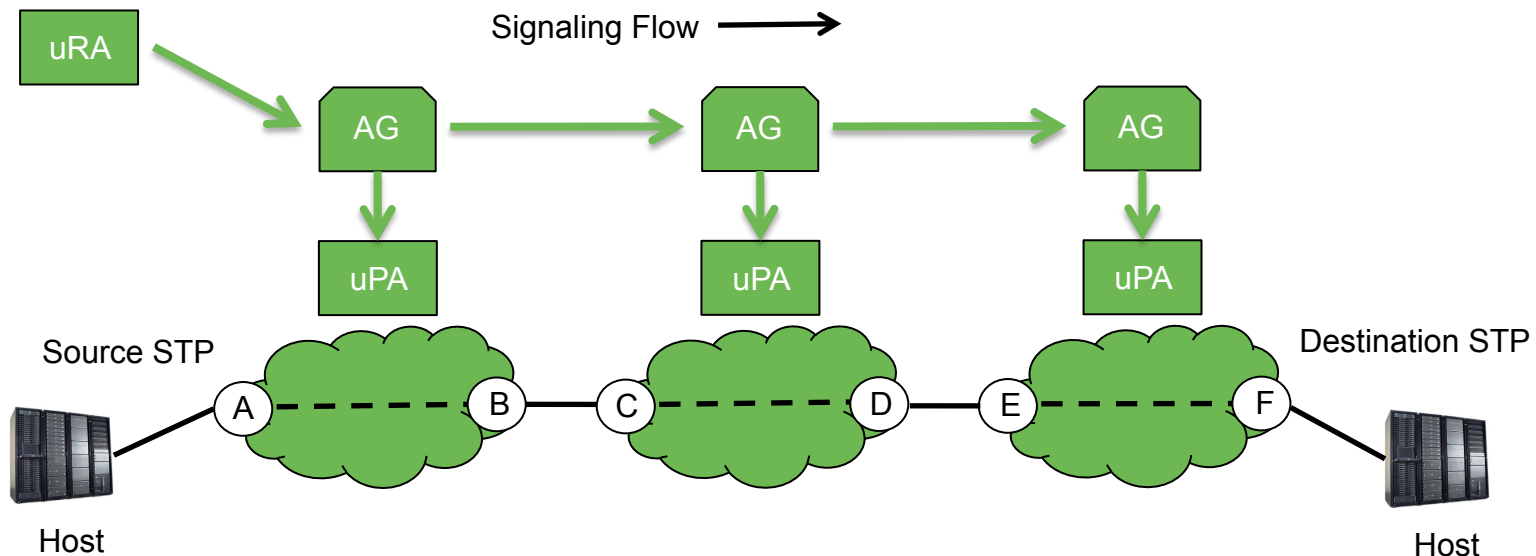 Signaling Flow
uRA
AG
AG
AG
uPA
uPA
uPA
Source STP
Destination STP
A
B
C
D
E
F
Host
Host